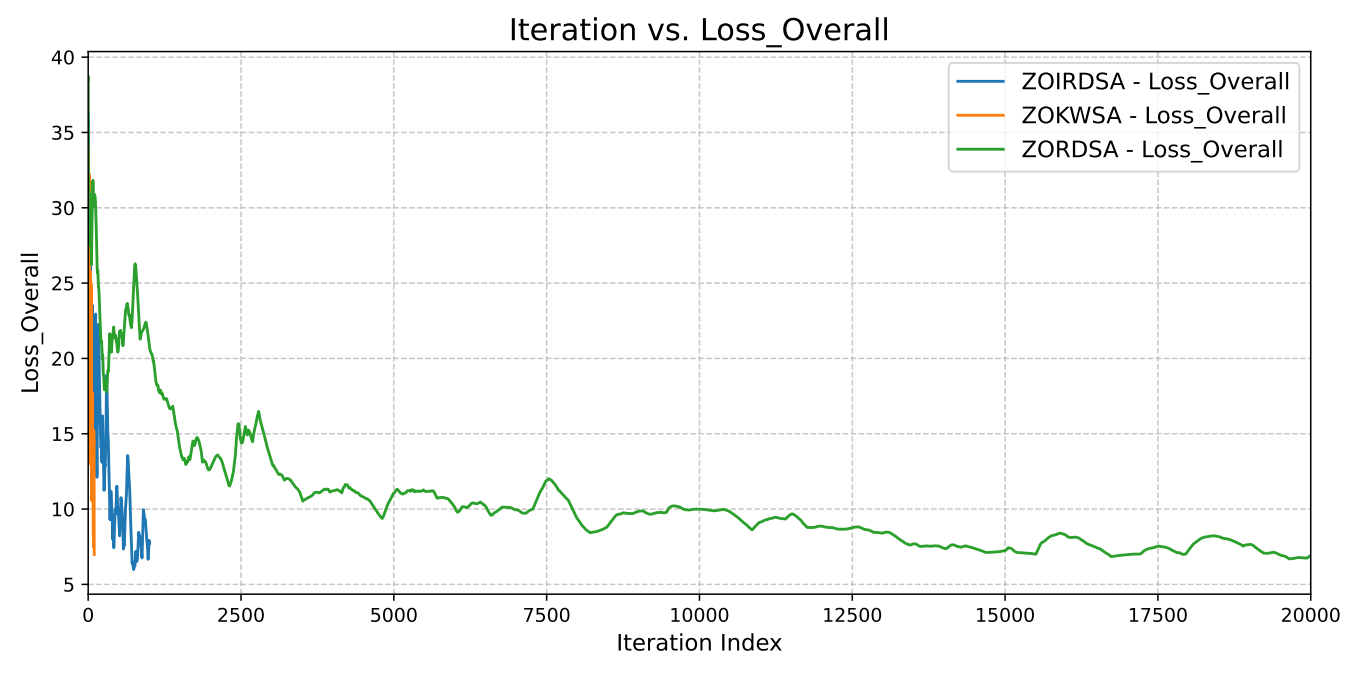 Iteration vs. Loss_Overall
40
35
30
25
20
15
10
5
Loss_Overall
ZOIRDSA - Loss_Overall
ZOKWSA - Loss_Overall
ZORDSA - Loss_Overall
0 2500 5000 7500 10000 12500 15000 17500 20000
Iteration Index